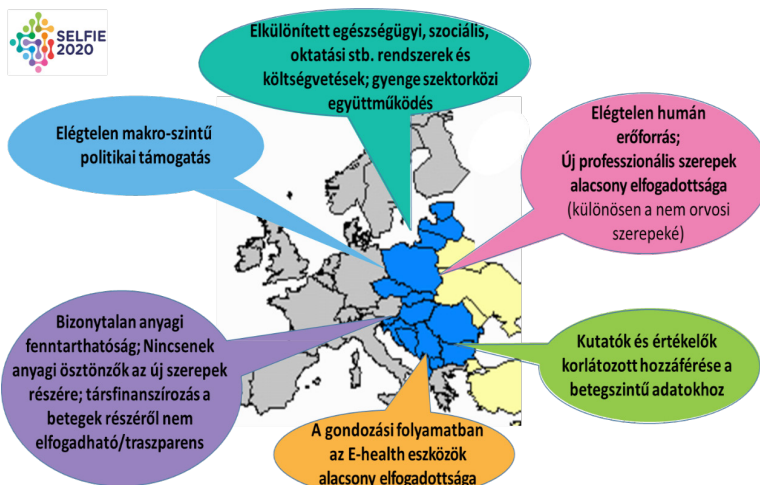 SELFIE
2020
Elkülönített egészségügyi, szociális,
oktatási stb. rendszerek és
költségvetések; gyenge szektorközi
együttműködés
Elégtelen makro-szintű
politikai támogatás
Elégtelen humán
erőforrás;
Új professzionális szerepek
alacsony elfogadottsága
(különösen a nem orvosi
szerepeké)
Bizonytalan anyagi
fenntarthatóság; Nincsenek
anyagi ösztönzők az új szerepek
részére; társfinanszírozás a
betegek részéről nem
elfogadható/traszparens
Kutatók és értékelők
korlátozott hozzáférése a
betegszintű adatokhoz
A gondozási folyamatban
az E-health eszközök
alacsony elfogadottsága